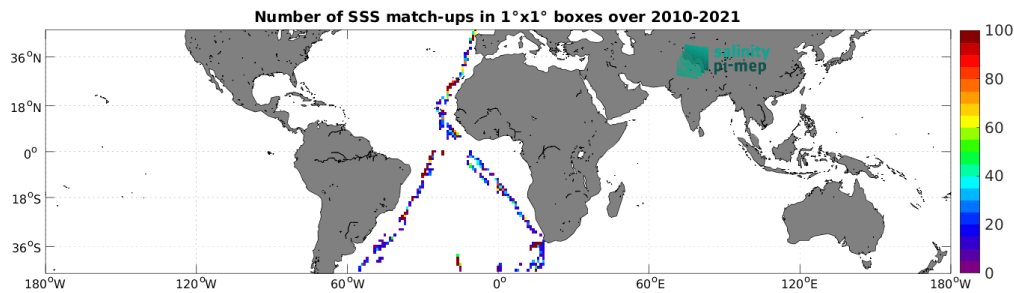 Number of SSS match-ups in 1°x1° boxes over 2010-2021
salinity
pi-mep
36°N
18°N
0°
18°S
36°S
180°W
120°W
60°W
0°
60°E
120°E
180°W
100
80
60
40
20
0